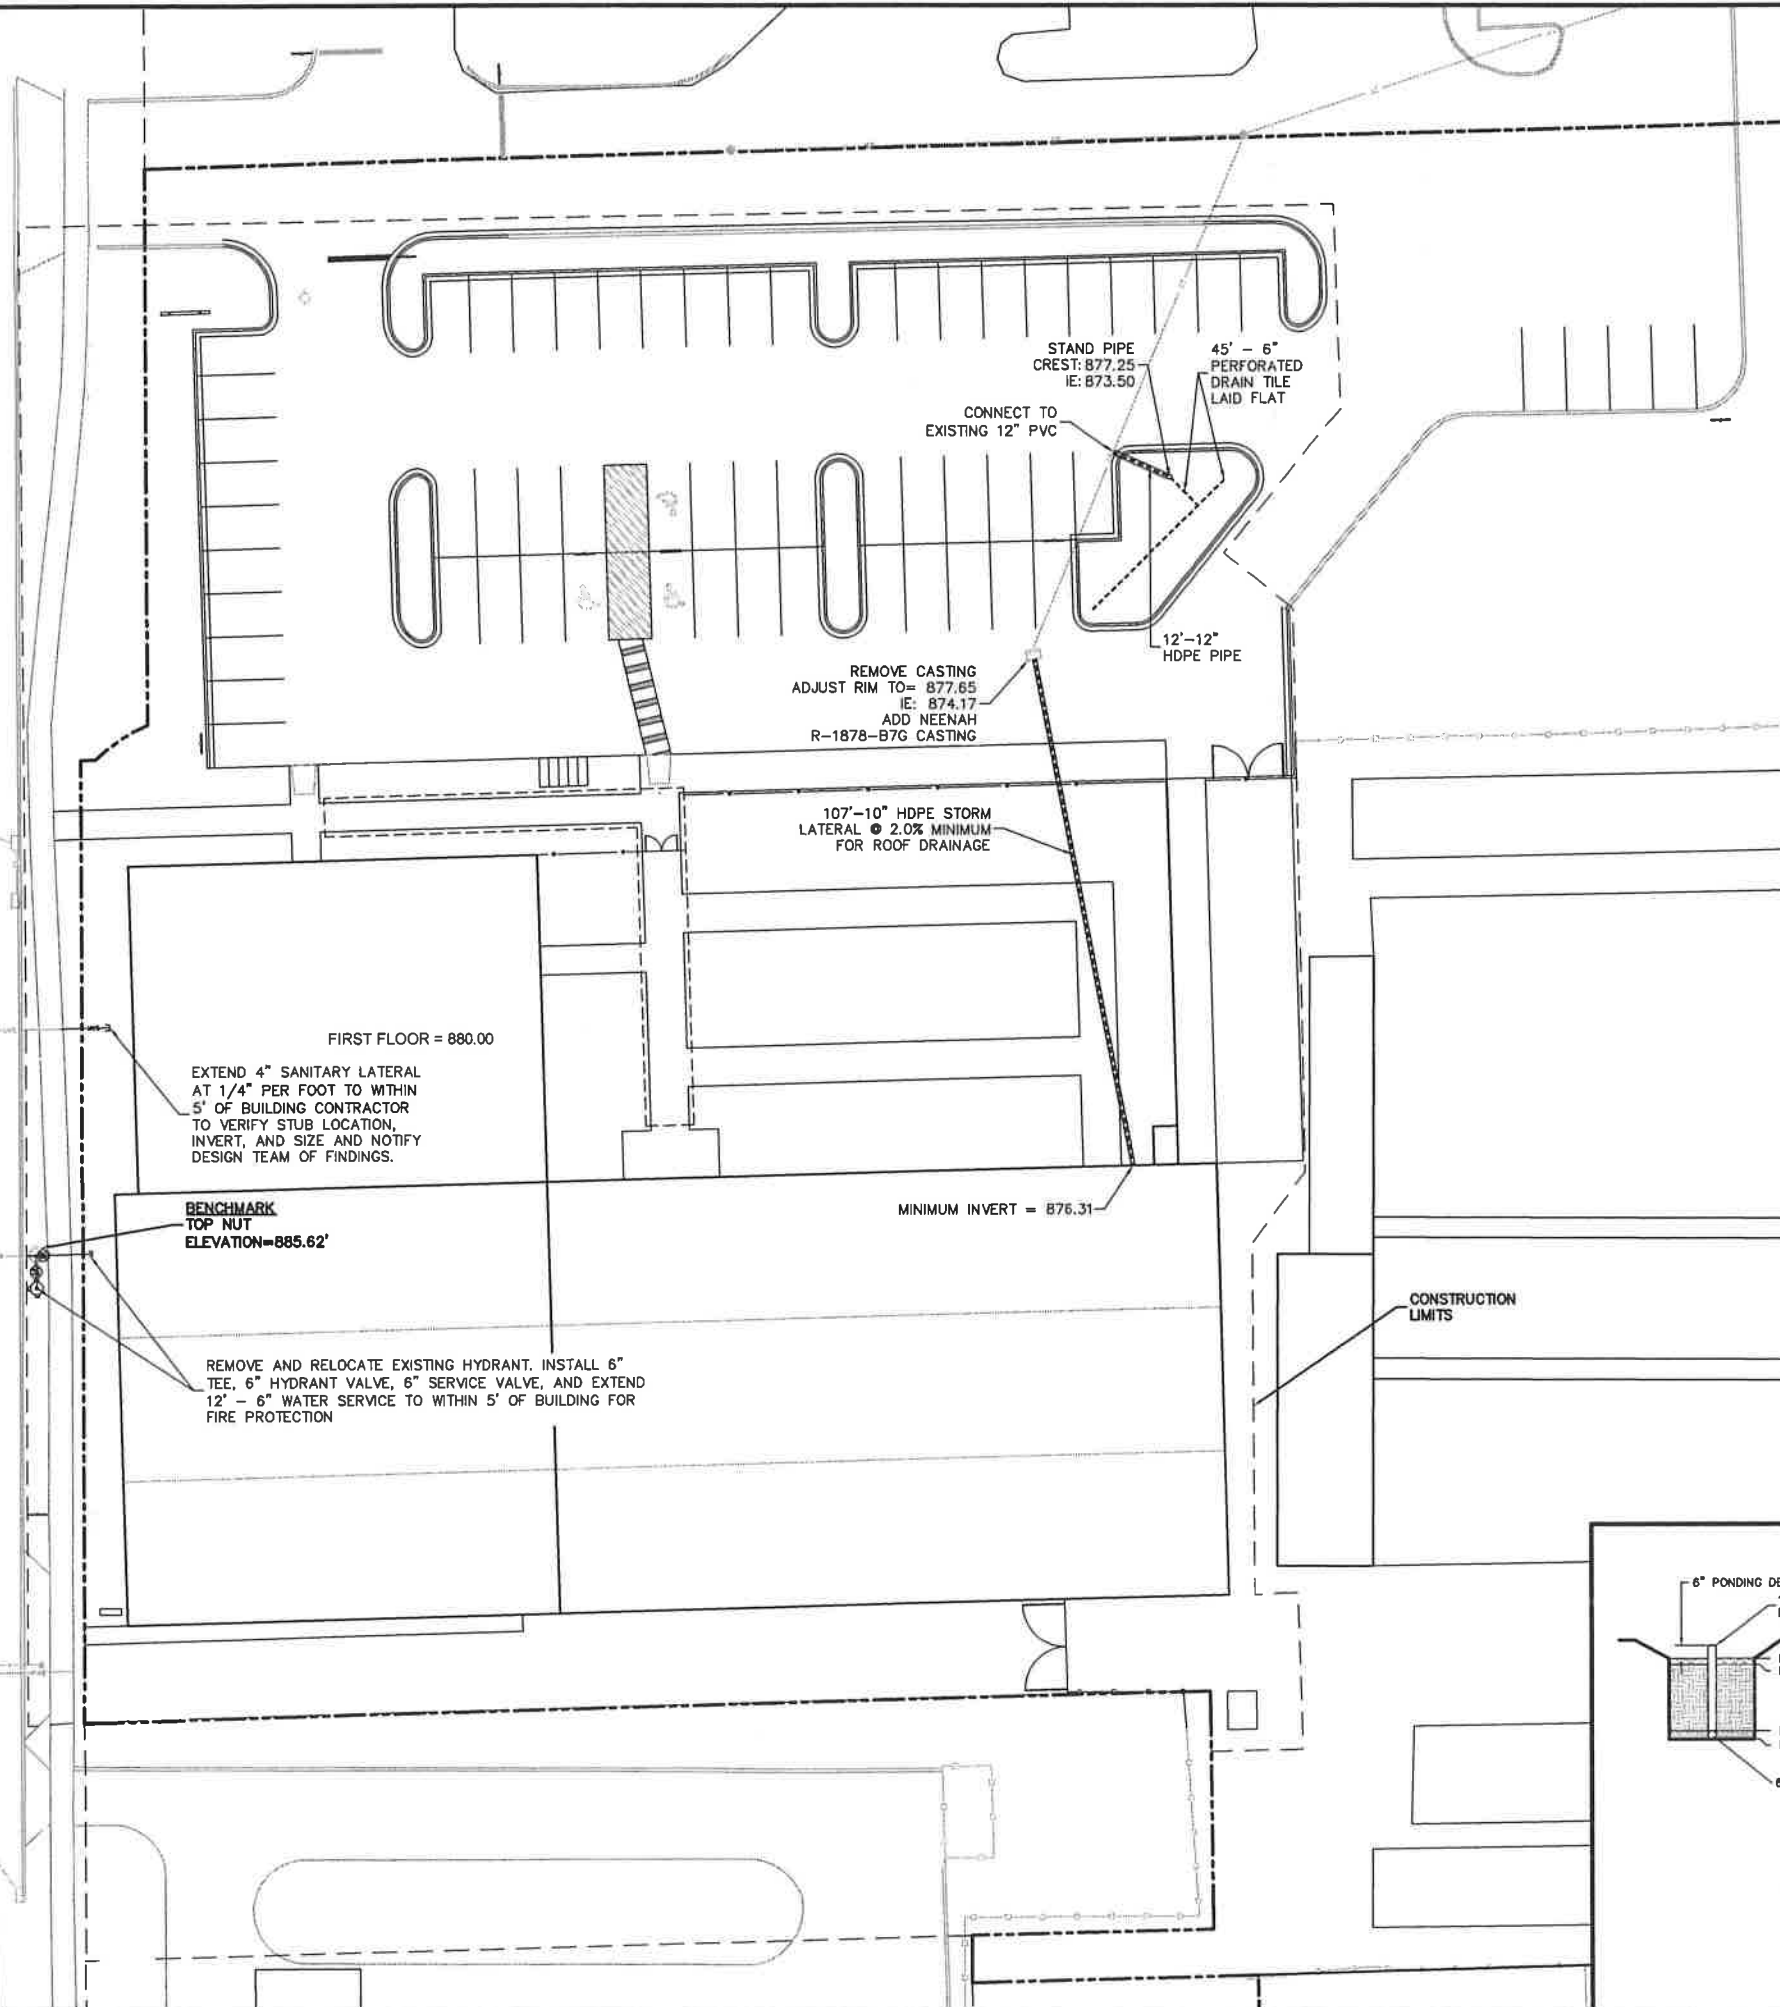 STAND PIPE
CREST: 877.25
IE: 873.50
45' - 6"
PERFORATED
DRAIN TILE
LAID FLAT
CONNECT TO
EXISTING 12" PVC
12'-12"
HDPE PIPE
REMOVE CASTING
ADJUST RIM TO= 877.65
IE: 874.17
ADD NEENAH
R-1878-B7G CASTING
107'-10" HDPE STORM
LATERAL @ 2.0% MINIMUM
FOR ROOF DRAINAGE
FIRST FLOOR = 880.00
EXTEND 4" SANITARY LATERAL
AT 1/4" PER FOOT TO WITHIN
5' OF BUILDING CONTRACTOR
TO VERIFY STUB LOCATION,
INVERT, AND SIZE AND NOTIFY
DESIGN TEAM OF FINDINGS.
BENCHMARK
TOP NUT
ELEVATION=885.62'
MINIMUM INVERT = 876.31
CONSTRUCTION
LIMITS
REMOVE AND RELOCATE EXISTING HYDRANT. INSTALL 6"
TEE, 6" HYDRANT VALVE, 6" SERVICE VALVE, AND EXTEND
12' - 6" WATER SERVICE TO WITHIN 5' OF BUILDING FOR
FIRE PROTECTION
6" PONDING DE